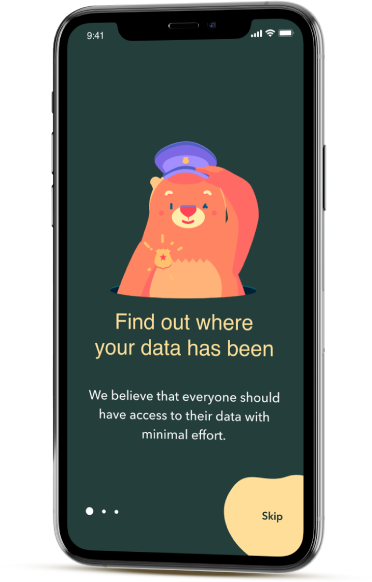 9:41
Find out where
your data has been
We believe that everyone should
have access to their data with
minimal effort.
Skip